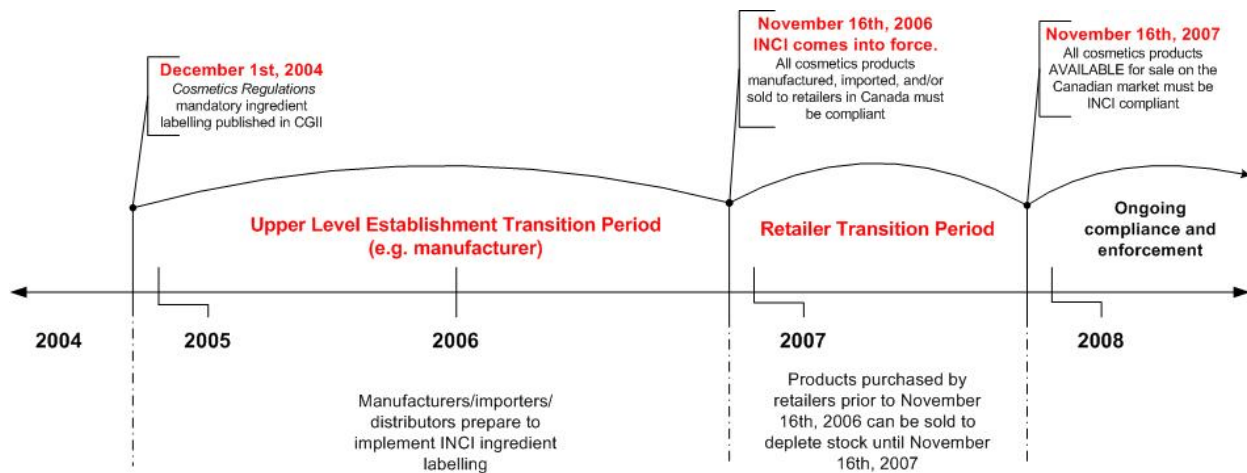 December 1st, 2004
Cosmetics Regulations
mandatory ingredient
labelling published in CGII
November 16th, 2006
INCI comes into force.
All cosmetics products
manufactured, imported, and/or
sold to retailers in Canada must
be compliant
November 16th, 2007
All cosmetics products
AVAILABLE for sale on the
Canadian market must be
INCI compliant
Upper Level Establishment Transition Period
(e.g. manufacturer)
Retailer Transition Period
Ongoing
compliance and
enforcement
2004
2005
2006
2007
2008
Manufacturers/importers/
distributors prepare to
implement INCI ingredient
labelling
Products purchased by
retailers prior to November
16th, 2006 can be sold to
deplete stock until November
16th, 2007